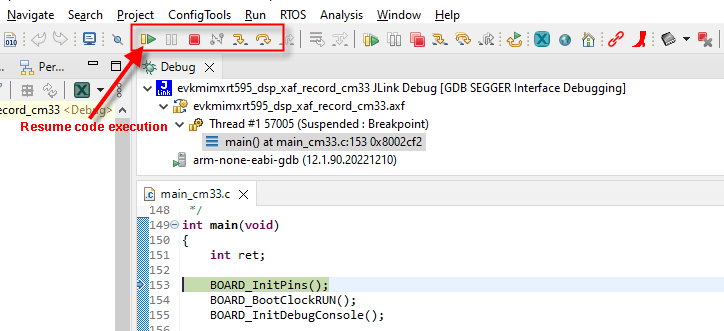 Navigate Search Project ConfigTools Run RTOS Analysis Window Help
010
Per...
Debug
ecord_cm33 <Debug>
J
Link
evkmimxrt595_dsp_xaf_record_cm33 JLink Debug [GDB SEGGER Interface Debugging]
evkmimxrt595_dsp_xaf_record_cm33.axf
Resume code execution
Thread #1 57005 (Suspended : Breakpoint)
main() at main_cm33.c:153 0x8002cf2
arm-none-eabi-gdb (12.1.90.20221210)
.c
main_cm33.c
148 */
149 int main(void)
150 {
151 int ret;
152
153 BOARD_InitPins();
154 BOARD_BootClockRUN();
155 BOARD_InitDebugConsole();